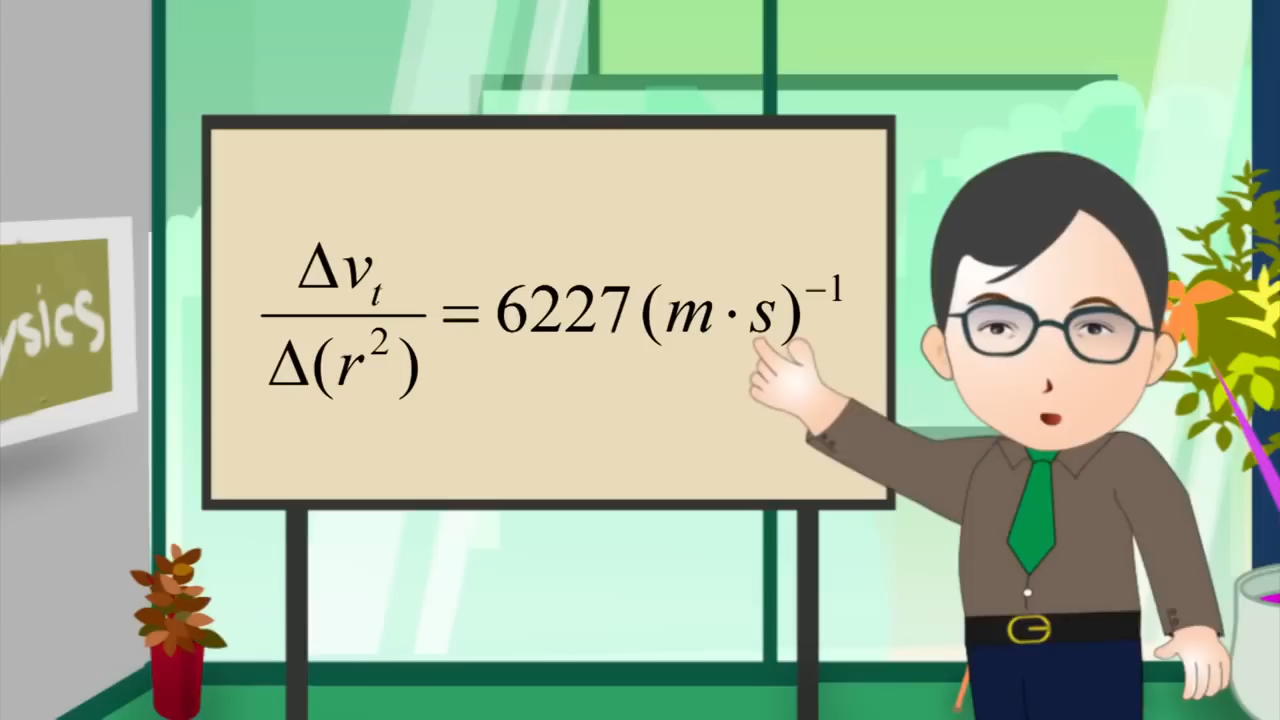 ysics
Δv_t / Δ(r²) = 6227 (m · s)⁻¹